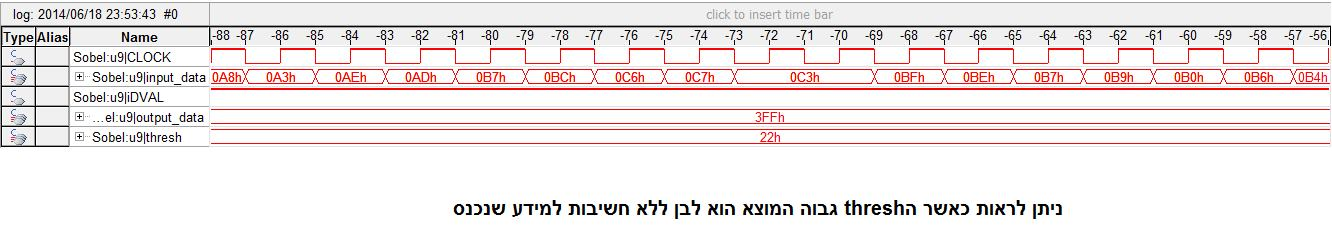 log: 2014/06/18 23:53:43 #0 click to insert time bar
Type Alias Name -88 -87 -86 -85 -84 -83 -82 -81 -80 -79 -78 -77 -76 -75 -74 -73 -72 -71 -70 -69 -68 -67 -66 -65 -64 -63 -62 -61 -60 -59 -58 -57 -56
Sobel:u9|CLOCK
Sobel:u9|input_data 0A8h 0A3h 0AEh 0ADh 0B7h 0BCh 0C6h 0C7h 0C3h 0BFh 0BEh 0B7h 0B9h 0B0h 0B6h 0B4h
Sobel:u9|iDVAL
...el:u9|output_data 3FFh
Sobel:u9|thresh 22h
ניתן לראות כאשר הthresh גבוה המוצא הוא לבן ללא חשיבות למידע שנכנס